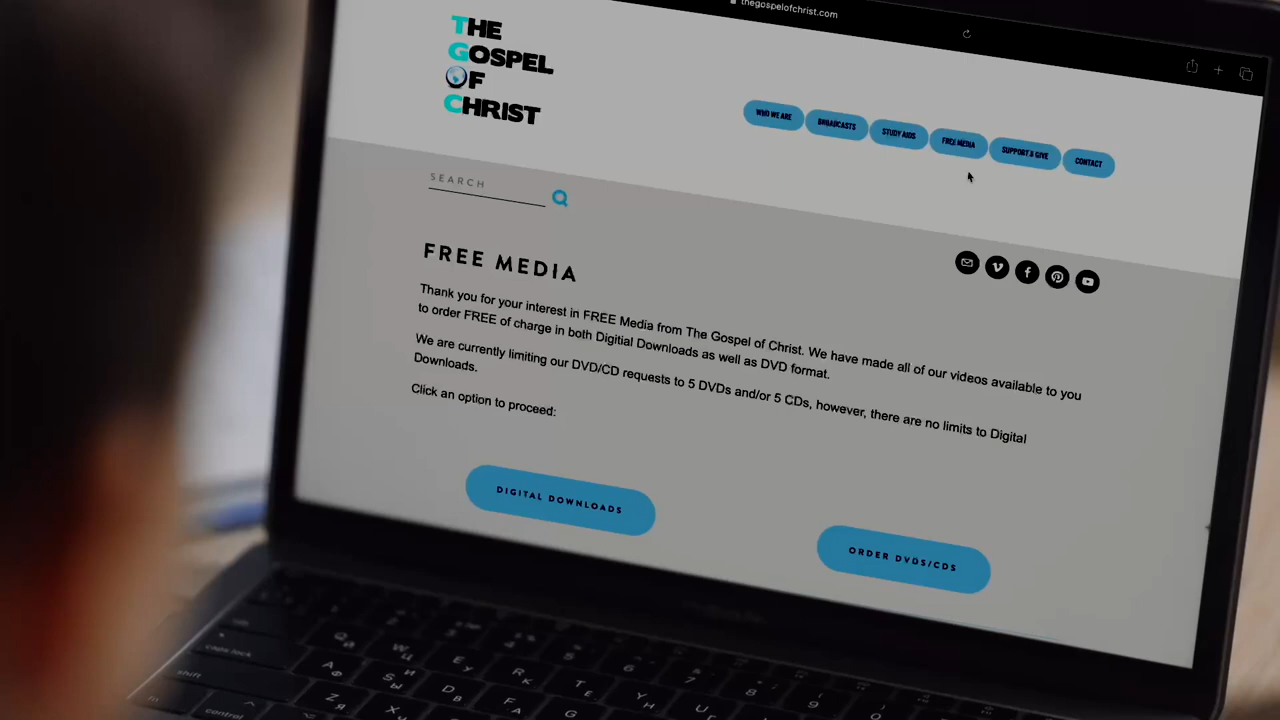 thegospelofchrist.com
THE
GOSPEL
OF
CHRIST
WHO WE ARE
BROADCASTS
STUDY AIDS
FREE MEDIA
SUPPORT & GIVE
CONTACT
SEARCH
FREE MEDIA
Thank you for your interest in FREE Media from The Gospel of Christ. We have made all of our videos available to you
to order FREE of charge in both Digitial Downloads as well as DVD format.
We are currently limiting our DVD/CD requests to 5 DVDs and/or 5 CDs, however, there are no limits to Digital
Downloads.
Click an option to proceed:
DIGITAL DOWNLOADS
ORDER DVDS/CDS
caps lock
shift
control